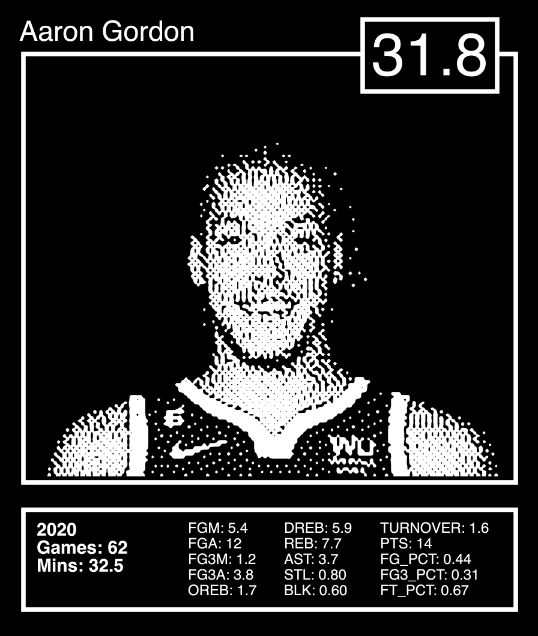 Aaron Gordon
31.8
6
WD
2020
Games: 62
Mins: 32.5
FGM: 5.4
FGA: 12
FG3M: 1.2
FG3A: 3.8
OREB: 1.7
DREB: 5.9
REB: 7.7
AST: 3.7
STL: 0.80
BLK: 0.60
TURNOVER: 1.6
PTS: 14
FG_PCT: 0.44
FG3_PCT: 0.31
FT_PCT: 0.67